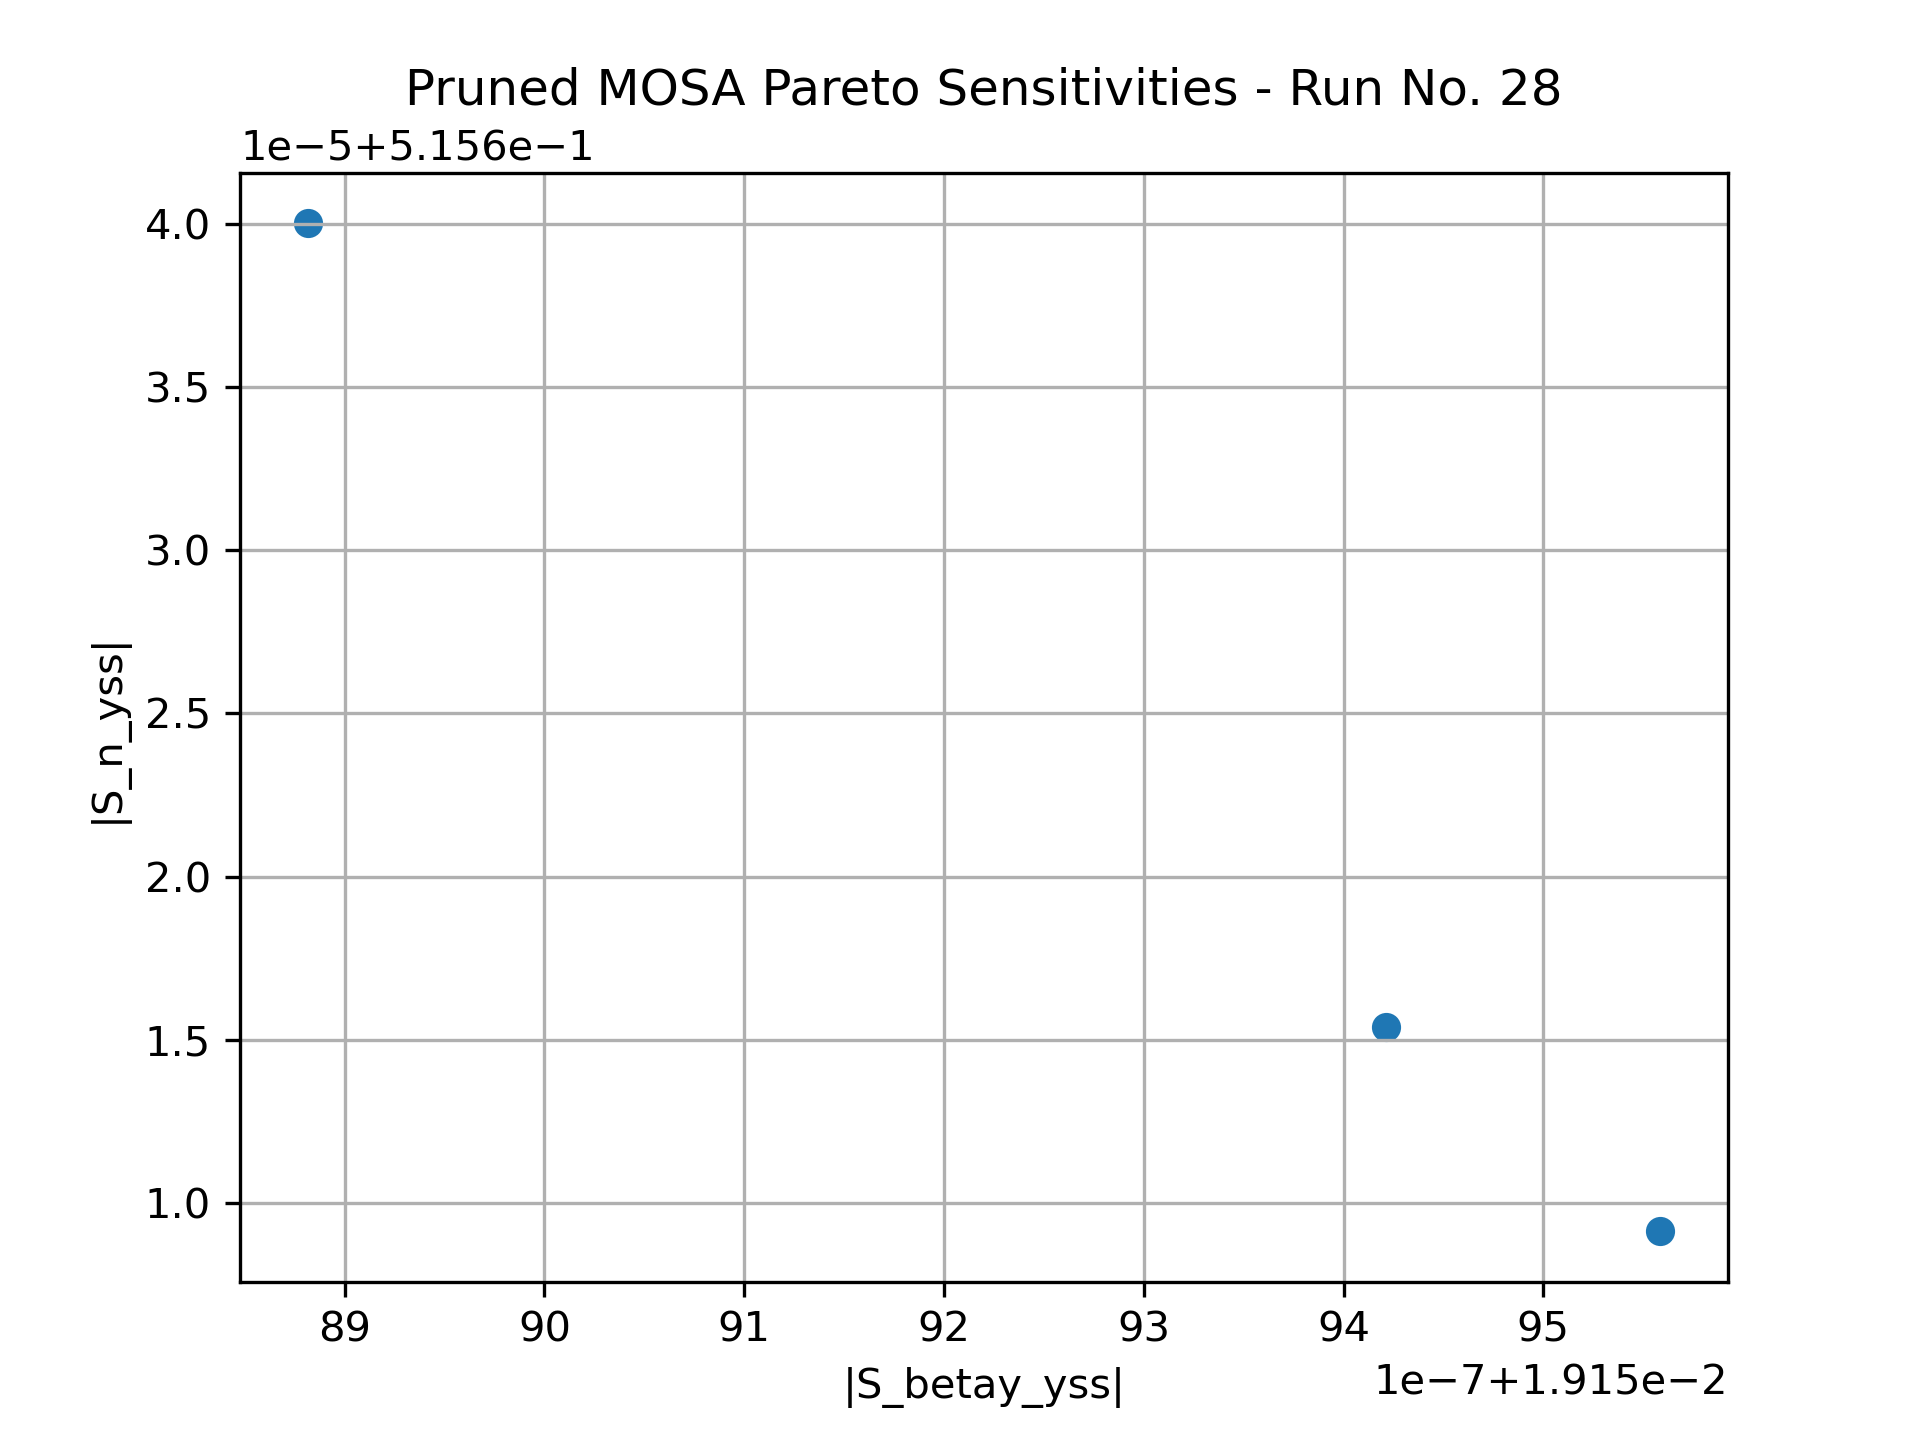 Pruned MOSA Pareto Sensitivities - Run No. 28
1e−5+5.156e−1
4.0
3.5
3.0
2.5
2.0
1.5
1.0
|S_n_yss|
89 90 91 92 93 94 95
|S_betay_yss|
1e−7+1.915e−2